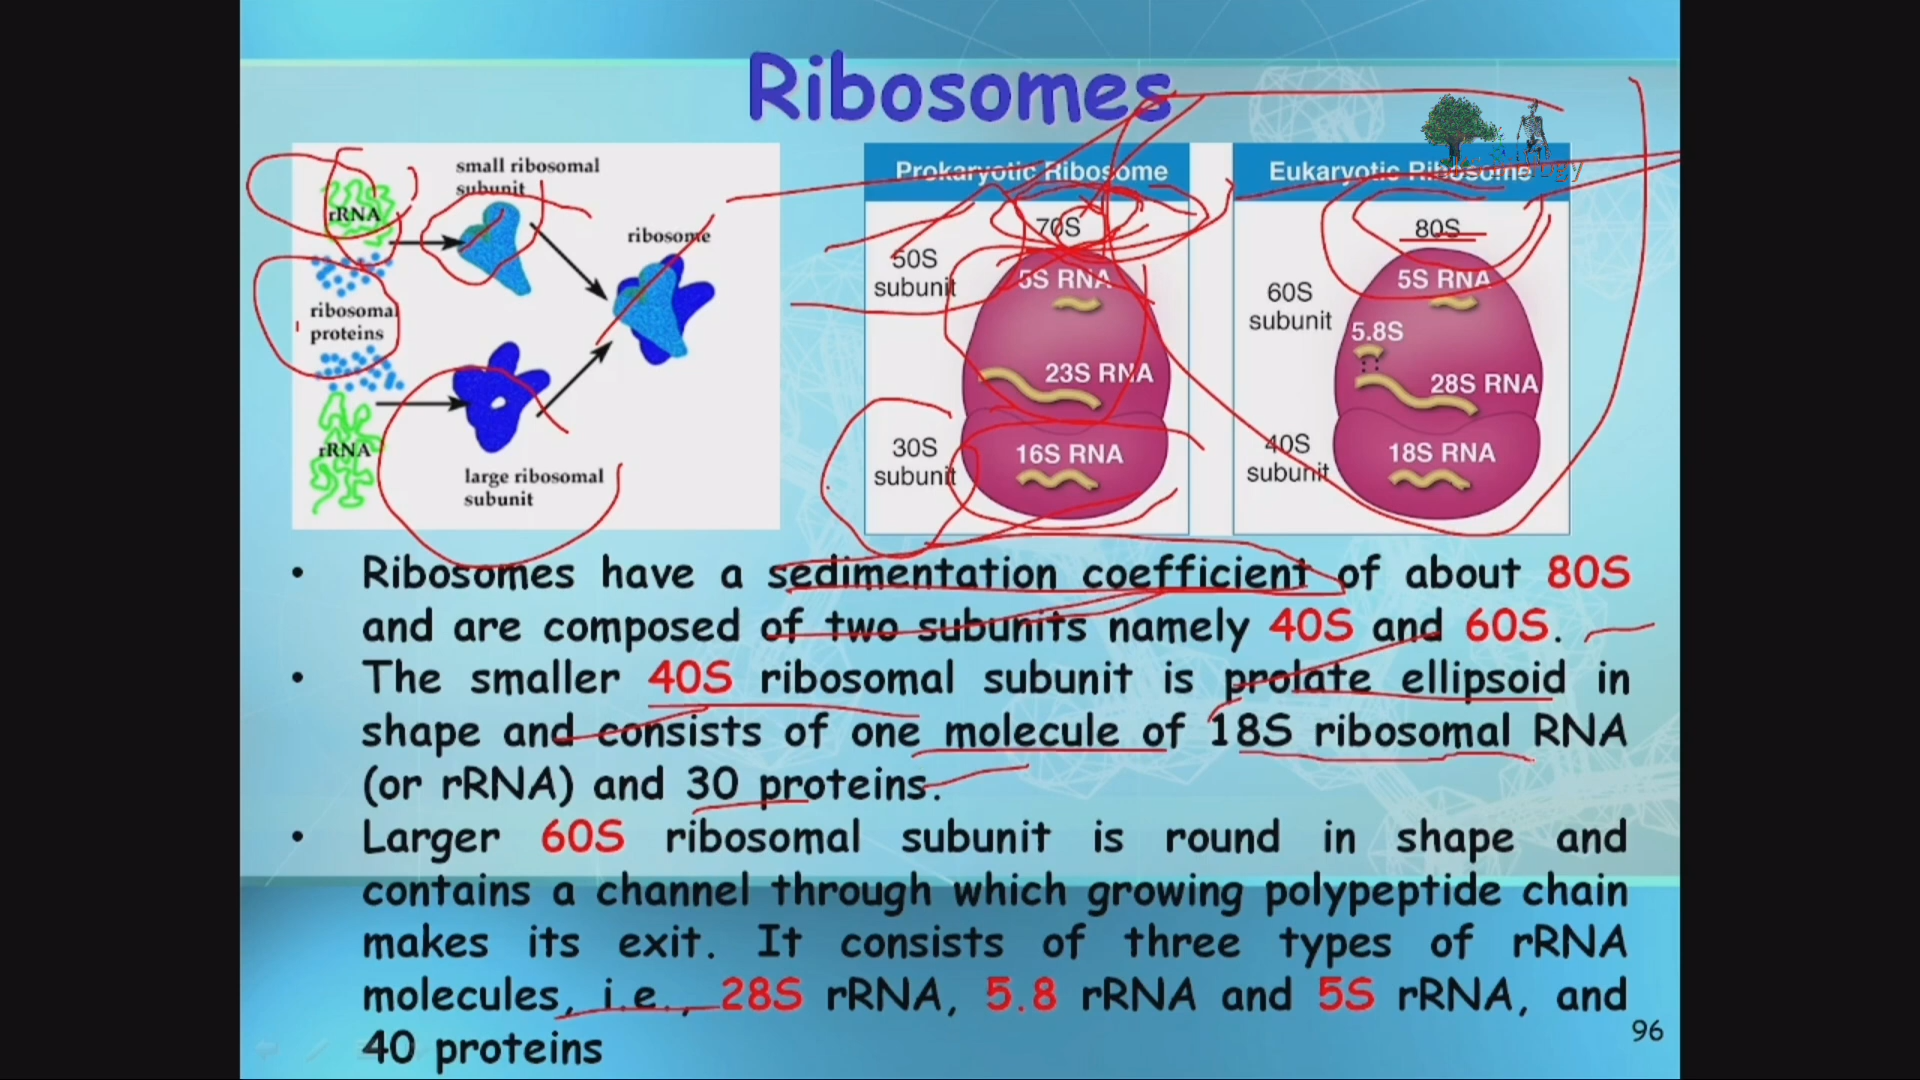 Ribosomes
small ribosomal
subunit
rRNA
ribosome
ribosomal
proteins
rRNA
large ribosomal
subunit
Prokaryotic Ribosome
70S
50S
subunit
5S RNA
23S RNA
30S
subunit
16S RNA
Eukaryotic Ribosome
80S
60S
subunit
5S RNA
5.8S
28S RNA
40S
subunit
18S RNA
• Ribosomes have a sedimentation coefficient of about 80S
and are composed of two subunits namely 40S and 60S.
• The smaller 40S ribosomal subunit is prolate ellipsoid in
shape and consists of one molecule of 18S ribosomal RNA
(or rRNA) and 30 proteins.
• Larger 60S ribosomal subunit is round in shape and
contains a channel through which growing polypeptide chain
makes its exit. It consists of three types of rRNA
molecules, i.e., 28S rRNA, 5.8 rRNA and 5S rRNA, and
40 proteins
96